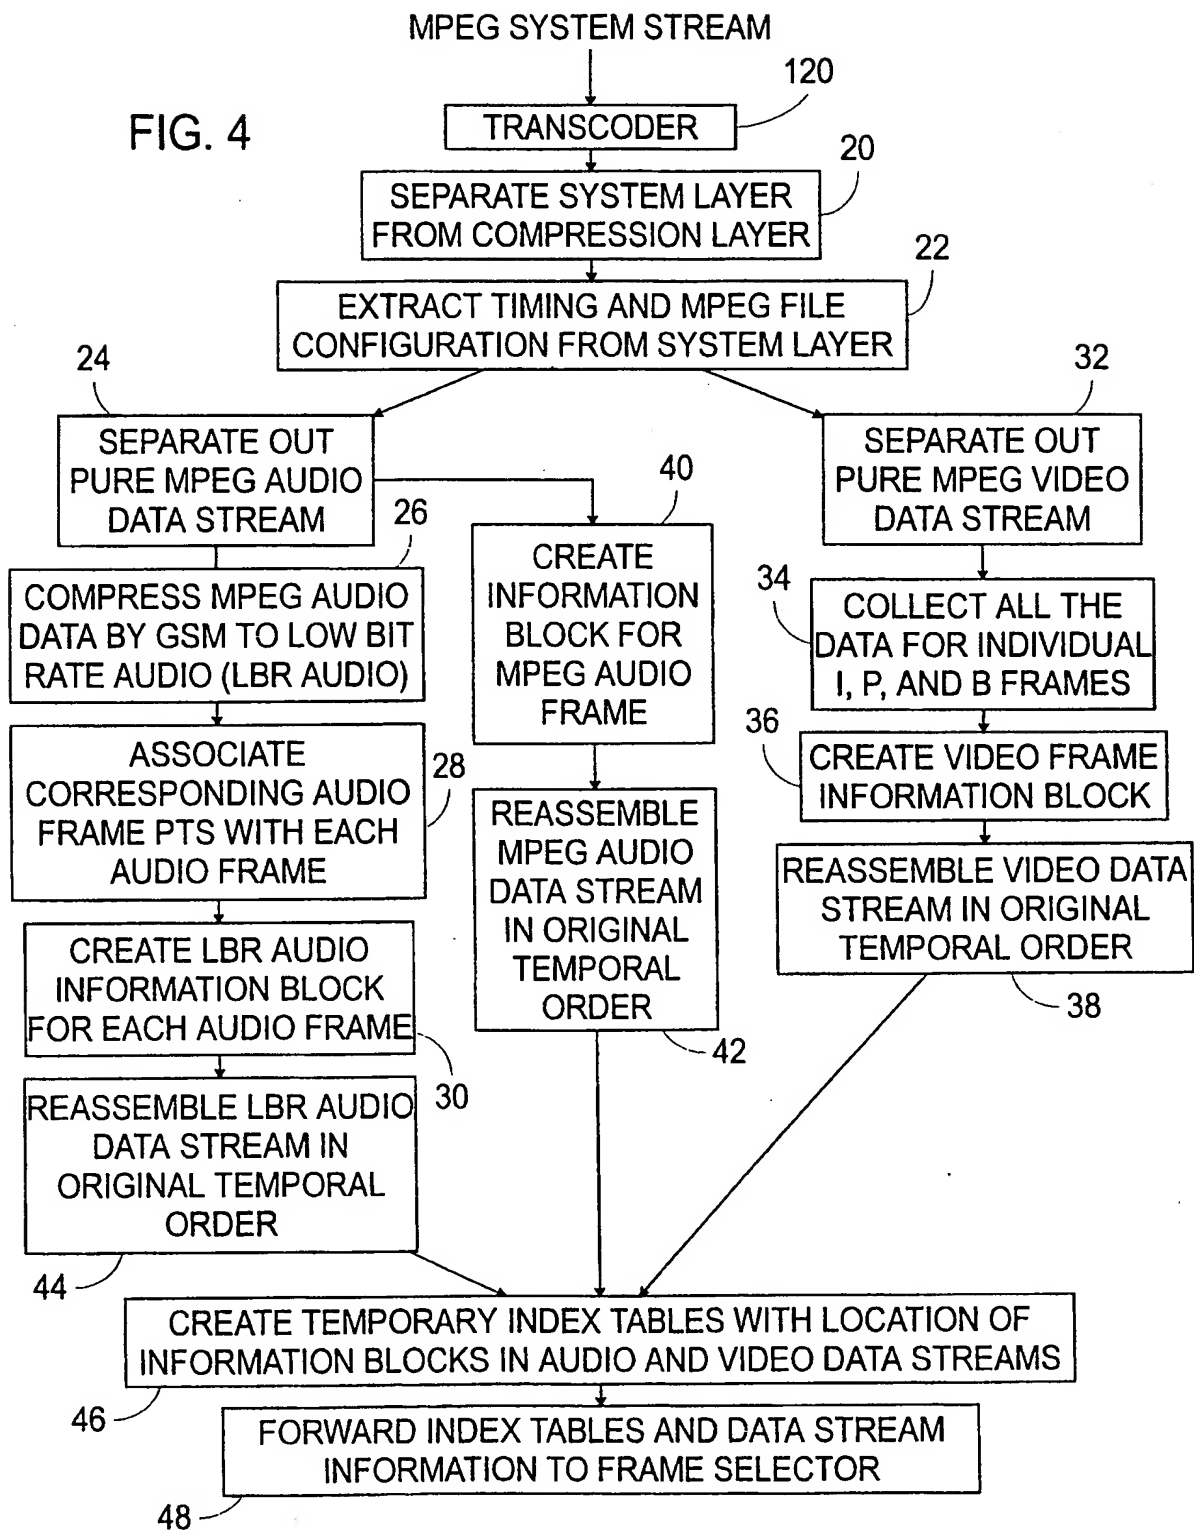 MPEG SYSTEM STREAM
FIG. 4
120
TRANSCODER
20
SEPARATE SYSTEM LAYER
FROM COMPRESSION LAYER
22
EXTRACT TIMING AND MPEG FILE
CONFIGURATION FROM SYSTEM LAYER
24
SEPARATE OUT
PURE MPEG AUDIO
DATA STREAM
26
COMPRESS MPEG AUDIO
DATA BY GSM TO LOW BIT
RATE AUDIO (LBR AUDIO)
ASSOCIATE
CORRESPONDING AUDIO
FRAME PTS WITH EACH
AUDIO FRAME
28
CREATE LBR AUDIO
INFORMATION BLOCK
FOR EACH AUDIO FRAME
30
REASSEMBLE LBR AUDIO
DATA STREAM IN
ORIGINAL TEMPORAL
ORDER
44
40
CREATE
INFORMATION
BLOCK FOR
MPEG AUDIO
FRAME
REASSEMBLE
MPEG AUDIO
DATA STREAM
IN ORIGINAL
TEMPORAL
ORDER
42
32
SEPARATE OUT
PURE MPEG VIDEO
DATA STREAM
34
COLLECT ALL THE
DATA FOR INDIVIDUAL
I, P, AND B FRAMES
36
CREATE VIDEO FRAME
INFORMATION BLOCK
REASSEMBLE VIDEO DATA
STREAM IN ORIGINAL
TEMPORAL ORDER
38
CREATE TEMPORARY INDEX TABLES WITH LOCATION OF
INFORMATION BLOCKS IN AUDIO AND VIDEO DATA STREAMS
46
FORWARD INDEX TABLES AND DATA STREAM
INFORMATION TO FRAME SELECTOR
48